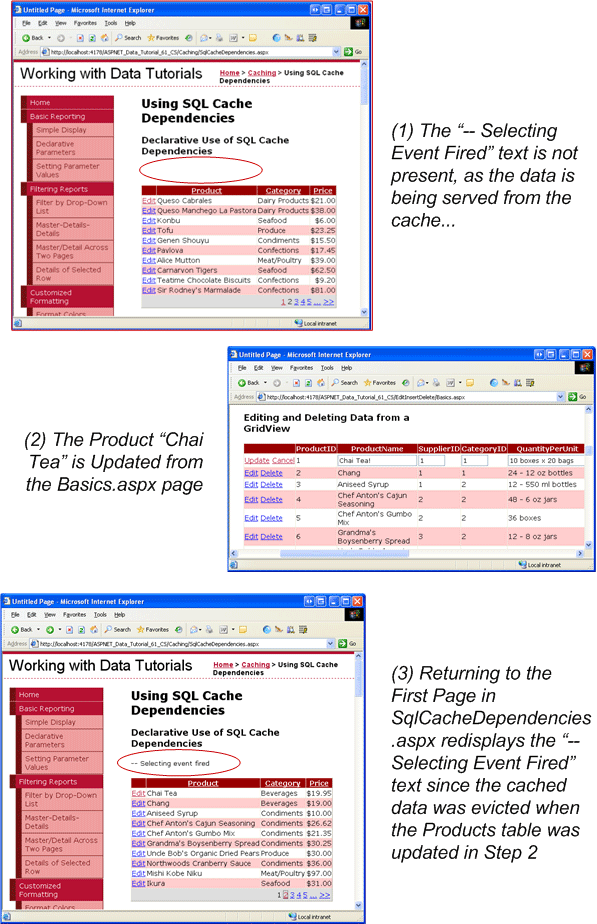 Untitled Page - Microsoft Internet Explorer
File Edit View Favorites Tools Help
Back Search Favorites
Address http://localhost:4178/ASPNET_Data_Tutorial_61_CS/Caching/SqlCacheDependencies.aspx Go
Working with Data Tutorials
Home > Caching > Using SQL Cache
Dependencies
Home
Basic Reporting
Simple Display
Declarative
Parameters
Setting Parameter
Values
Filtering Reports
Filter by Drop-Down
List
Master-Details-
Details
Master/Detail Across
Two Pages
Details of Selected
Row
Customized
Formatting
Format Colors
Using SQL Cache
Dependencies
Declarative Use of SQL Cache
Dependencies
Product Category Price
Edit Queso Cabrales Dairy Products $21.00
Edit Queso Manchego La Pastora Dairy Products $38.00
Edit Konbu Seafood $6.00
Edit Tofu Produce $23.25
Edit Genen Shouyu Condiments $15.50
Edit Pavlova Confections $17.45
Edit Alice Mutton Meat/Poultry $39.00
Edit Carnarvon Tigers Seafood $62.50
Edit Teatime Chocolate Biscuits Confections $9.20
Edit Sir Rodney's Marmalade Confections $81.00
1 2 3 4 5 ... >>
Local intranet
(1) The “-- Selecting
Event Fired” text is not
present, as the data is
being served from the
cache...
(2) The Product “Chai
Tea” is Updated from
the Basics.aspx page
Untitled Page - Microsoft Internet Explorer
File Edit View Favorites Tools Help
Back Search Favorites
Address http://localhost:4178/ASPNET_Data_Tutorial_61_CS/EditInsertDelete/Basics.aspx Go
Editing and Deleting Data from a
GridView
ProductID ProductName SupplierID CategoryID QuantityPerUnit
Update Cancel 1 Chai Tea! 1 1 10 boxes x 20 bags
Edit Delete 2 Chang 1 1 24 - 12 oz bottles
Edit Delete 3 Aniseed Syrup 1 2 12 - 550 ml bottles
Edit Delete 4 Chef Anton's Cajun
Seasoning 2 2 48 - 6 oz jars
Edit Delete 5 Chef Anton's Gumbo
Mix 2 2 36 boxes
Edit Delete 6 Grandma's
Boysenberry Spread 3 2 12 - 8 oz jars
Local intranet
Untitled Page - Microsoft Internet Explorer
File Edit View Favorites Tools Help
Back Search Favorites
Address http://localhost:4178/ASPNET_Data_Tutorial_61_CS/Caching/SqlCacheDependencies.aspx Go
Working with Data Tutorials
Home > Caching > Using SQL Cache
Dependencies
Home
Basic Reporting
Simple Display
Declarative
Parameters
Setting Parameter
Values
Filtering Reports
Filter by Drop-Down
List
Master-Details-
Details
Master/Detail Across
Two Pages
Details of Selected
Row
Customized
Formatting
Format Colors
Using SQL Cache
Dependencies
Declarative Use of SQL Cache
Dependencies
-- Selecting event fired
Product Category Price
Edit Chai Tea! Beverages $19.95
Edit Chang Beverages $19.00
Edit Aniseed Syrup Condiments $10.00
Edit Chef Anton's Cajun Seasoning Condiments $26.62
Edit Chef Anton's Gumbo Mix Condiments $21.35
Edit Grandma's Boysenberry Spread Condiments $30.25
Edit Uncle Bob's Organic Dried Pears Produce $30.00
Edit Northwoods Cranberry Sauce Condiments $36.00
Edit Mishi Kobe Niku Meat/Poultry $97.00
Edit Ikura Seafood $31.00
1 2 3 4 5 ... >>
Local intranet
(3) Returning to the
First Page in
SqlCacheDependencies
.aspx redisplays the “--
Selecting Event Fired”
text since the cached
data was evicted when
the Products table was
updated in Step 2